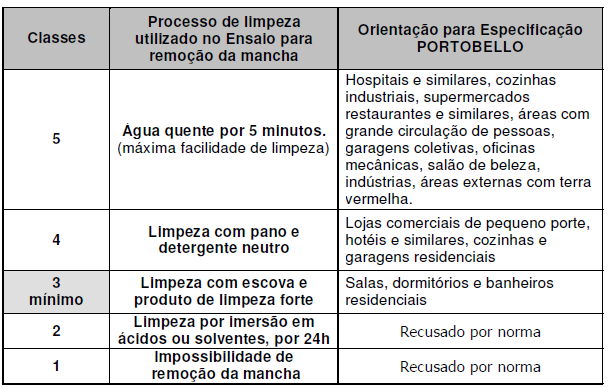 Classes
Processo de limpeza
utilizado no Ensaio para
remoção da mancha
Orientação para Especificação
PORTOBELLO
5
Água quente por 5 minutos.
(máxima facilidade de limpeza)
Hospitais e similares, cozinhas
industriais, supermercados
restaurantes e similares, áreas com
grande circulação de pessoas,
garagens coletivas, oficinas
mecânicas, salão de beleza,
indústrias, áreas externas com terra
vermelha.
4
Limpeza com pano e
detergente neutro
Lojas comerciais de pequeno porte,
hotéis e similares, cozinhas e
garagens residenciais
3
mínimo
Limpeza com escova e
produto de limpeza forte
Salas, dormitórios e banheiros
residenciais
2
Limpeza por imersão em
ácidos ou solventes, por 24h
Recusado por norma
1
Impossibilidade de
remoção da mancha
Recusado por norma